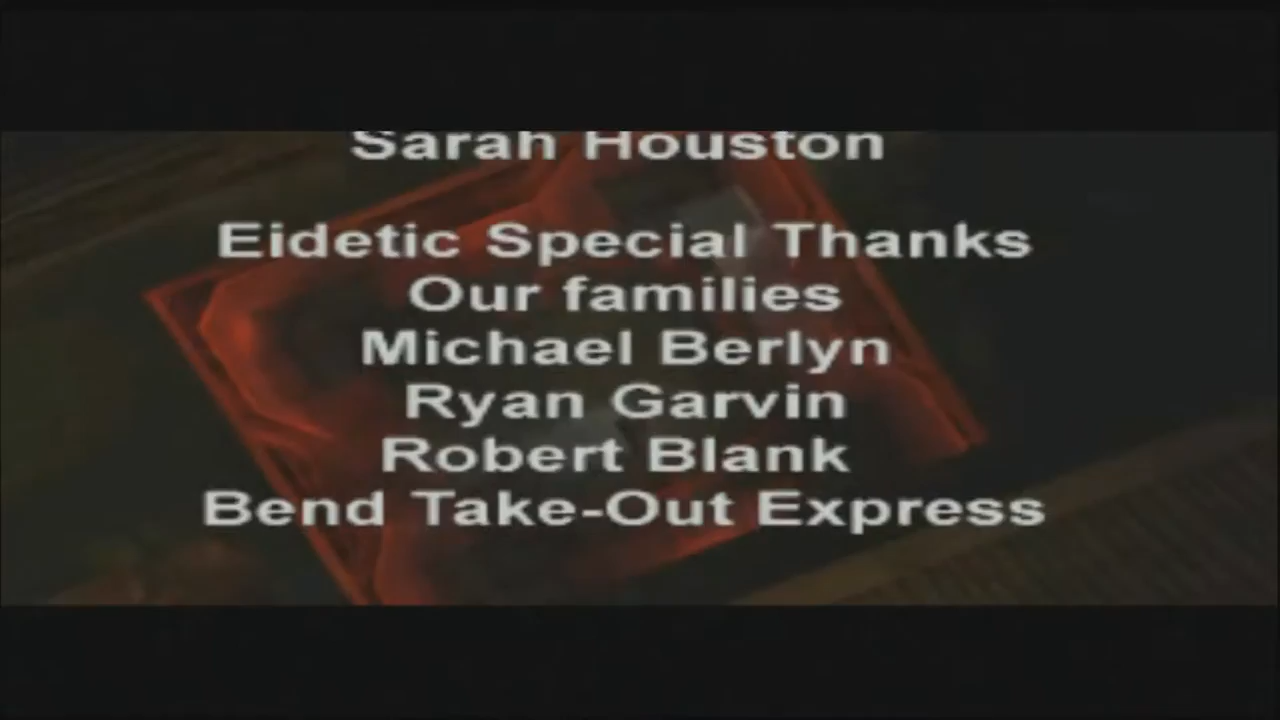 Sarah Houston
Eidetic Special Thanks
Our families
Michael Berlyn
Ryan Garvin
Robert Blank
Bend Take-Out Express